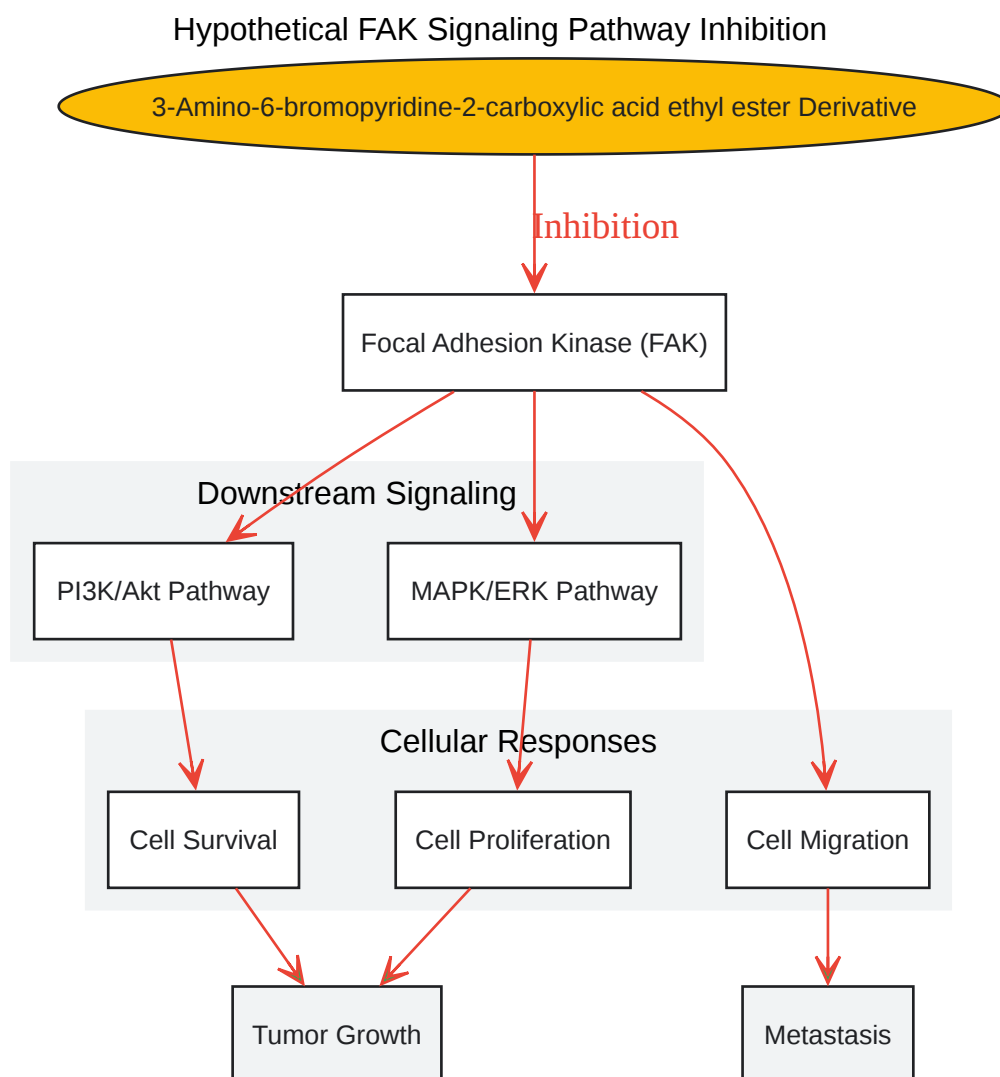 Hypothetical FAK Signaling Pathway Inhibition
3-Amino-6-bromopyridine-2-carboxylic acid ethyl ester Derivative
Inhibition
Focal Adhesion Kinase (FAK)
Downstream Signaling
PI3K/Akt Pathway
MAPK/ERK Pathway
Cellular Responses
Cell Survival
Cell Proliferation
Cell Migration
Tumor Growth
Metastasis